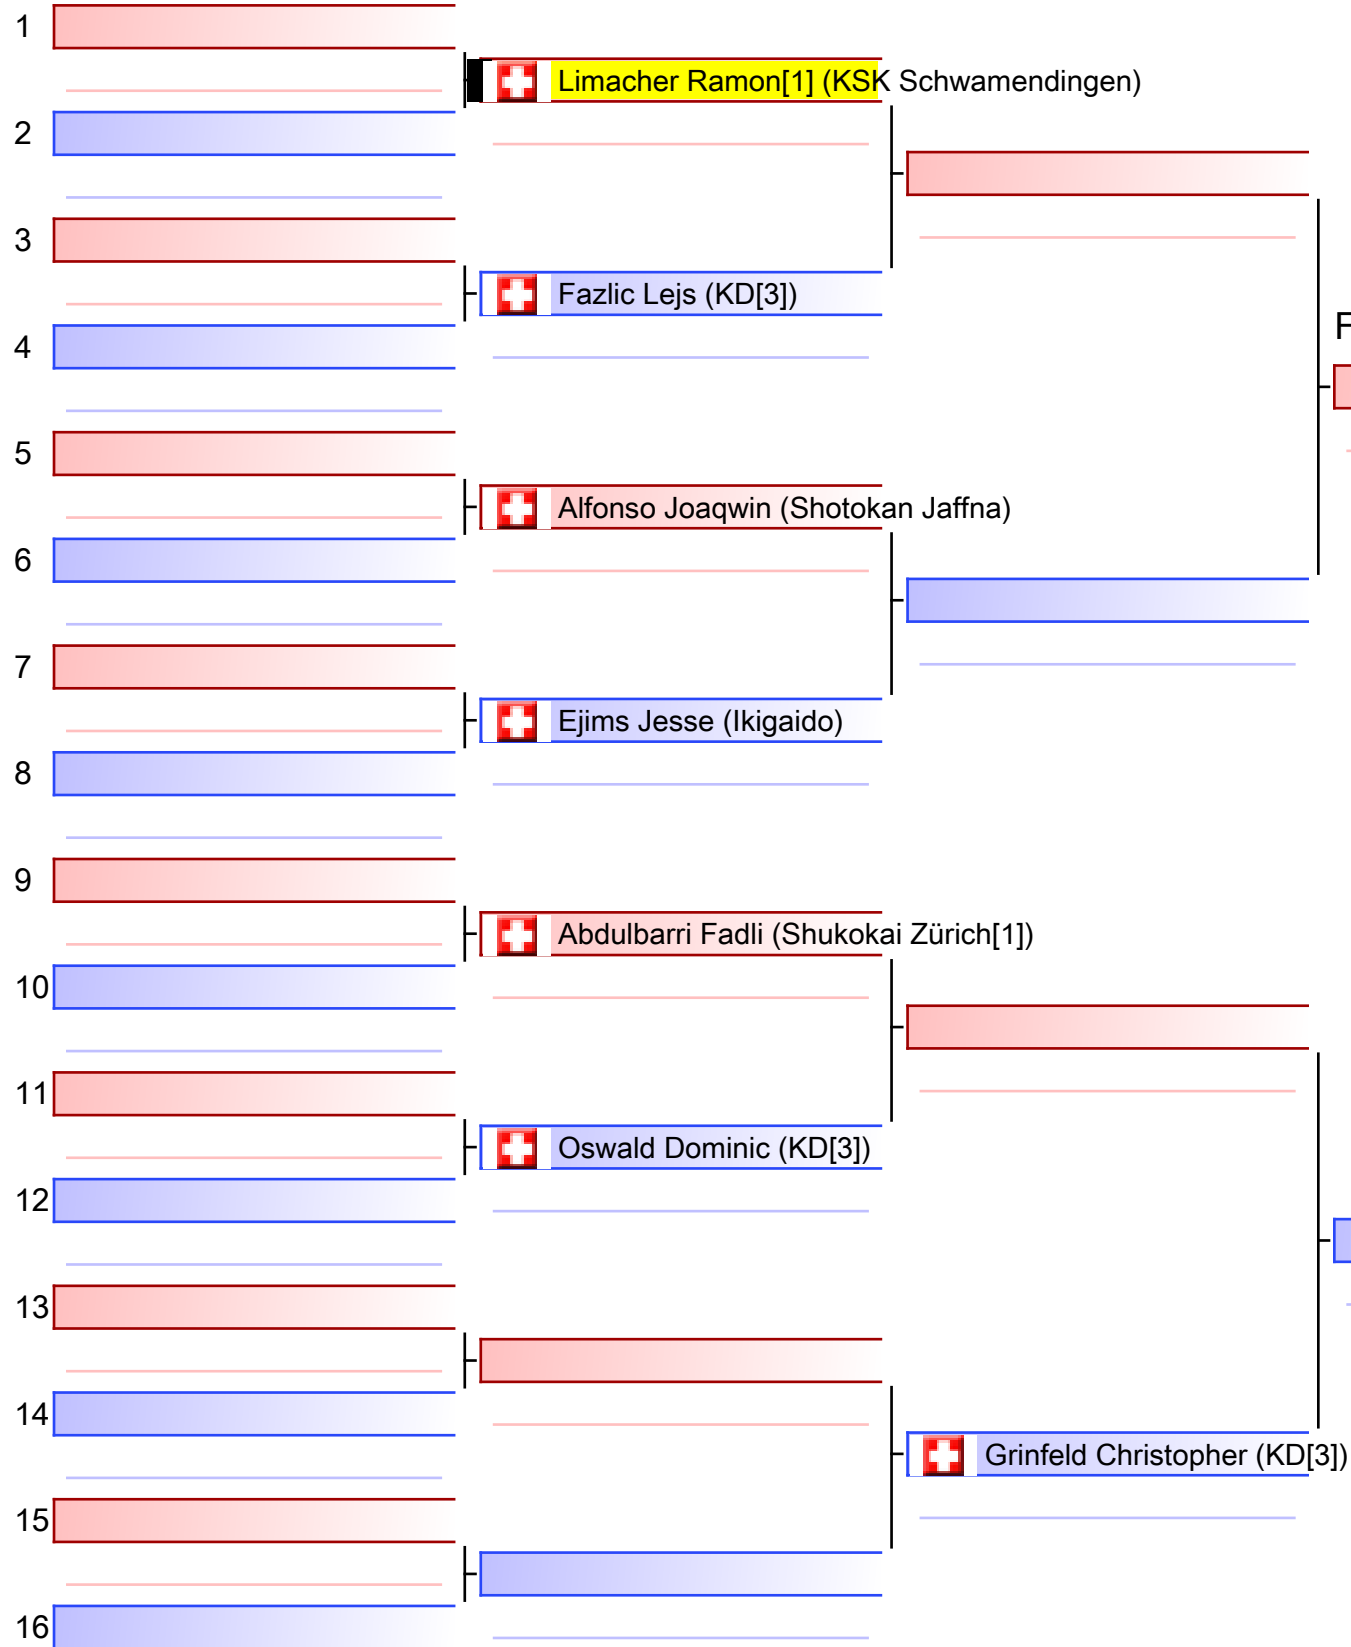 1
Limacher Ramon[1] (KSK Schwamendingen)
2
3
Fazlic Lejs (KD[3])
4
5
Alfonso Joaqwin (Shotokan Jaffna)
6
7
Ejims Jesse (Ikigaido)
8
9
Abdulbarri Fadli (Shukokai Zürich[1])
10
11
Oswald Dominic (KD[3])
12
13
14
Grinfeld Christopher (KD[3])
15
16